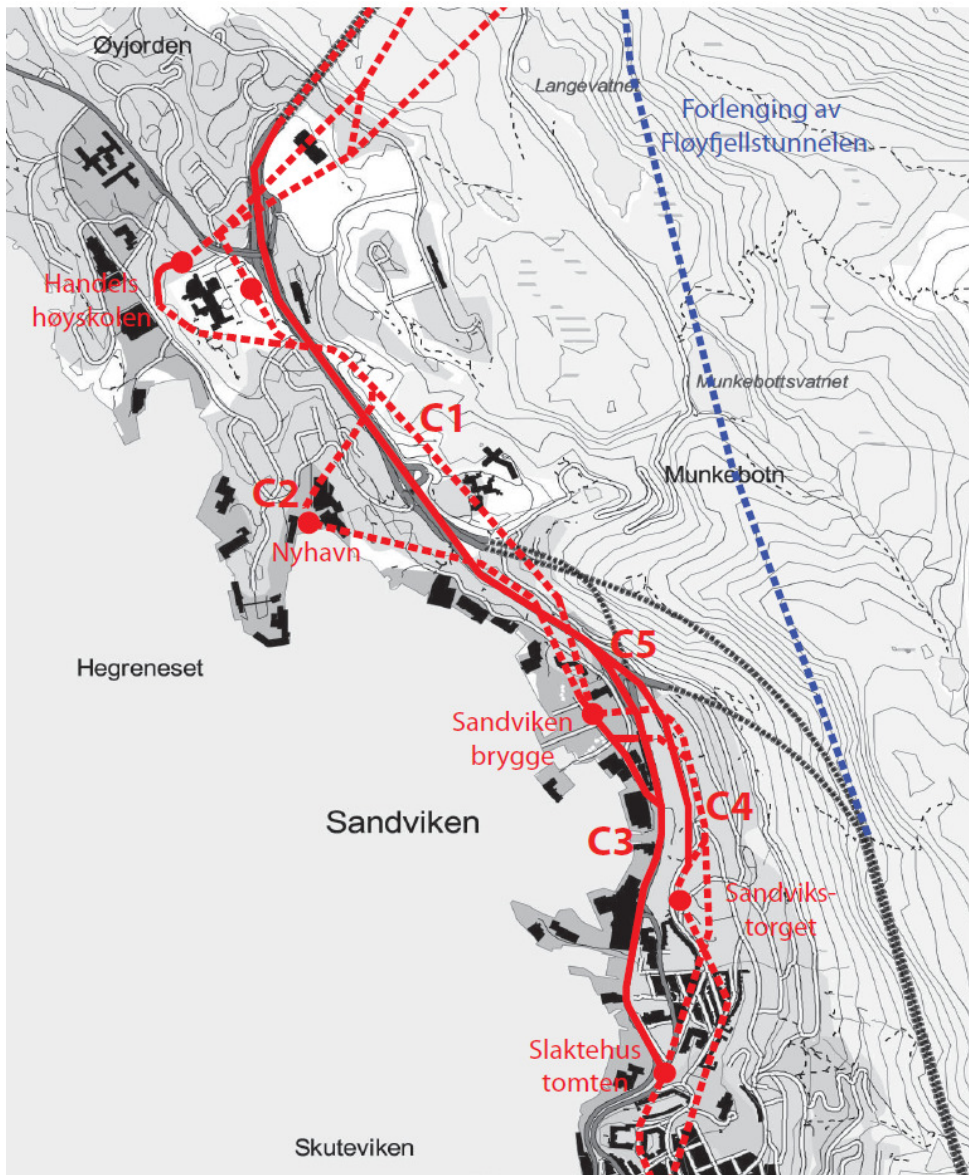 Øyjorden
Langevatnet
Forlenging av
Fløyfjellstunnelen
Handels
høyskolen
Munkebottsvatnet
C1
Munkebotn
C2
Nyhavn
Hegreneset
C5
Sandviken
brygge
Sandviken
C4
C3
Sandviks-
torget
Slaktehus
tomten
Skuteviken